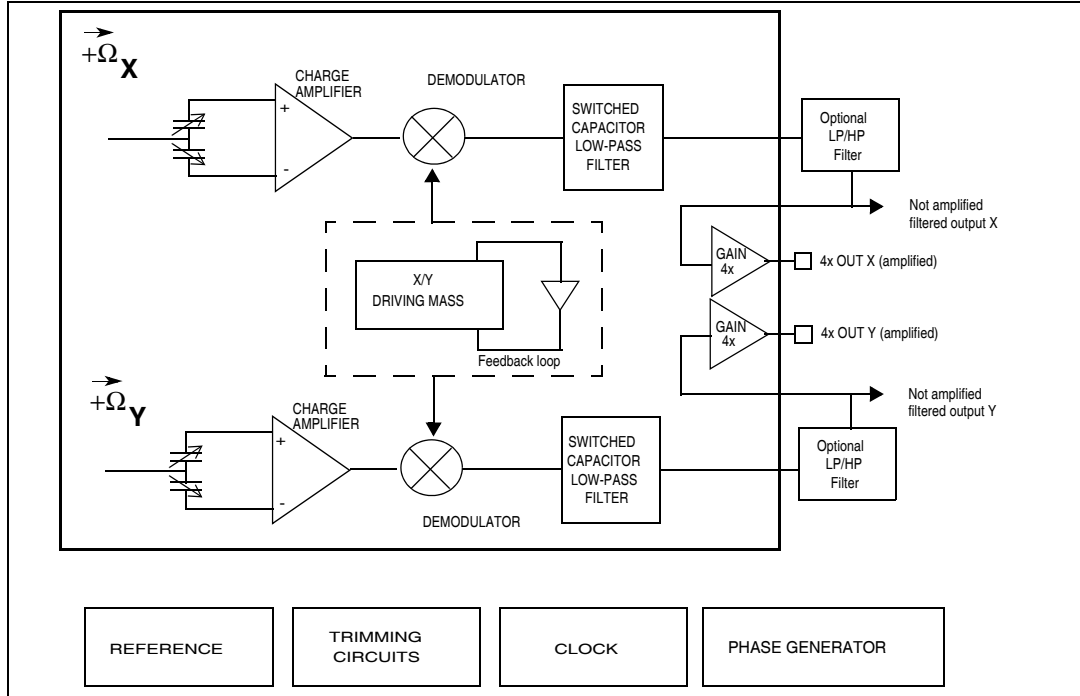 +Ω X
CHARGE
AMPLIFIER
+
-
DEMODULATOR
SWITCHED
CAPACITOR
LOW-PASS
FILTER
Optional
LP/HP
Filter
Not amplified
filtered output X
GAIN
4x
4x OUT X (amplified)
X/Y
DRIVING MASS
Feedback loop
GAIN
4x
4x OUT Y (amplified)
Not amplified
filtered output Y
+Ω Y
CHARGE
AMPLIFIER
+
-
DEMODULATOR
SWITCHED
CAPACITOR
LOW-PASS
FILTER
Optional
LP/HP
Filter
REFERENCE
TRIMMING
CIRCUITS
CLOCK
PHASE GENERATOR